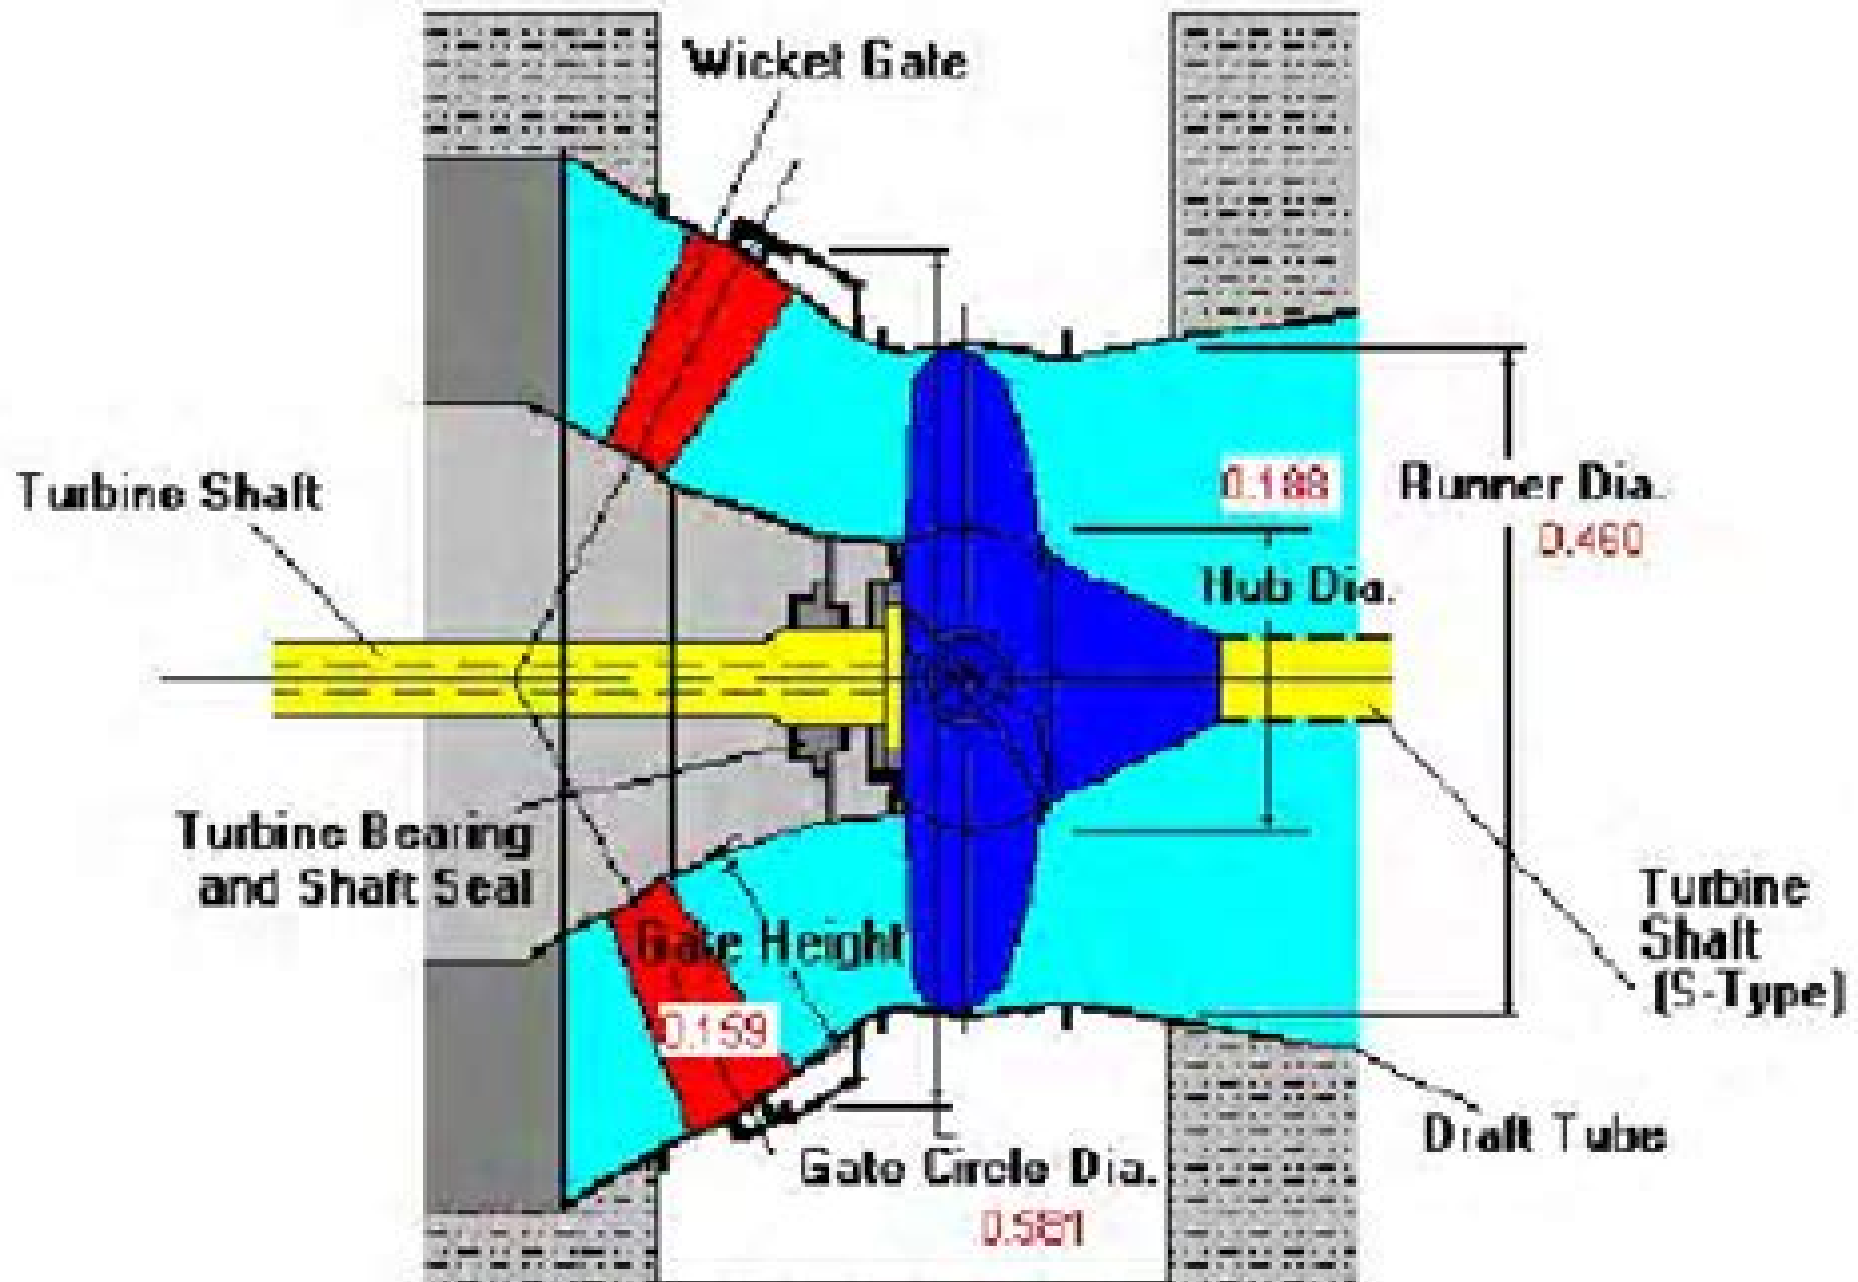 Wicket Gate
Turbine Shaft
0.188
Runner Dia.
0.460
Hub Dia.
Turbine Bearing
and Shaft Seal
Gate Height
0.159
Turbine
Shaft
(S-Type)
Draft Tube
Gate Circle Dia.
0.581